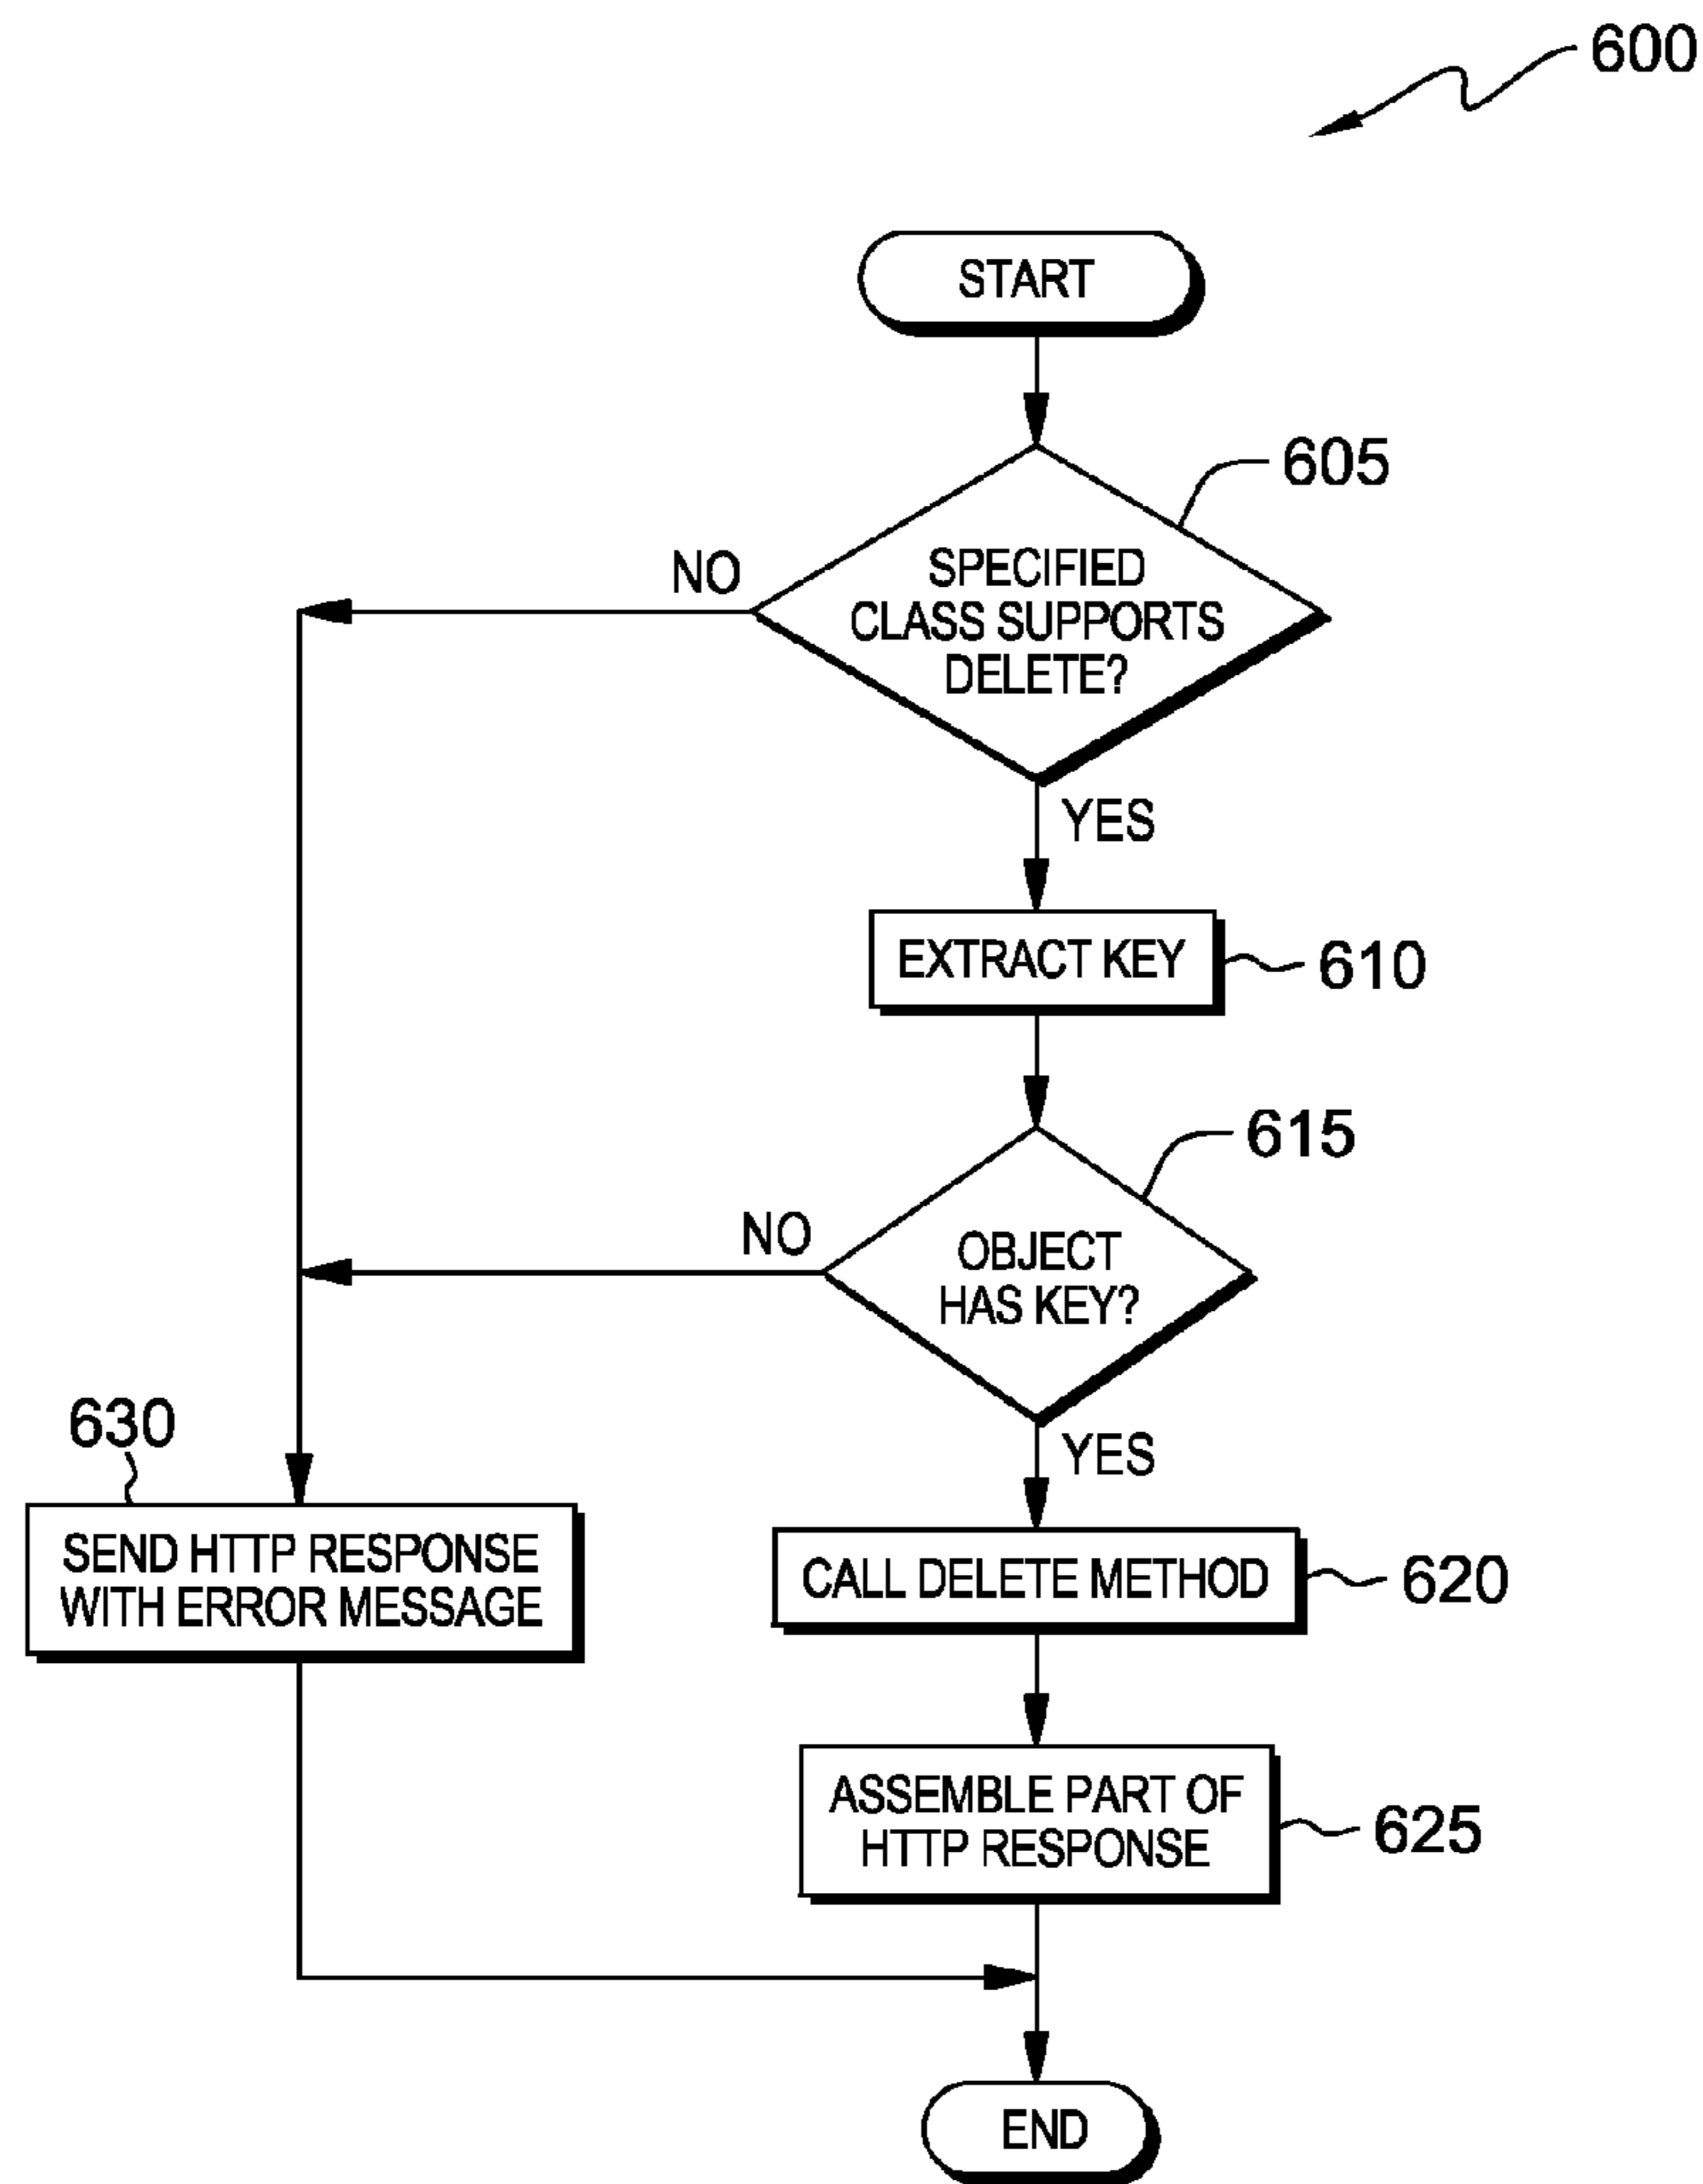 600
START
605
SPECIFIED
CLASS SUPPORTS
DELETE?
NO
YES
EXTRACT KEY
610
615
OBJECT
HAS KEY?
NO
YES
630
SEND HTTP RESPONSE
WITH ERROR MESSAGE
CALL DELETE METHOD
620
ASSEMBLE PART OF
HTTP RESPONSE
625
END